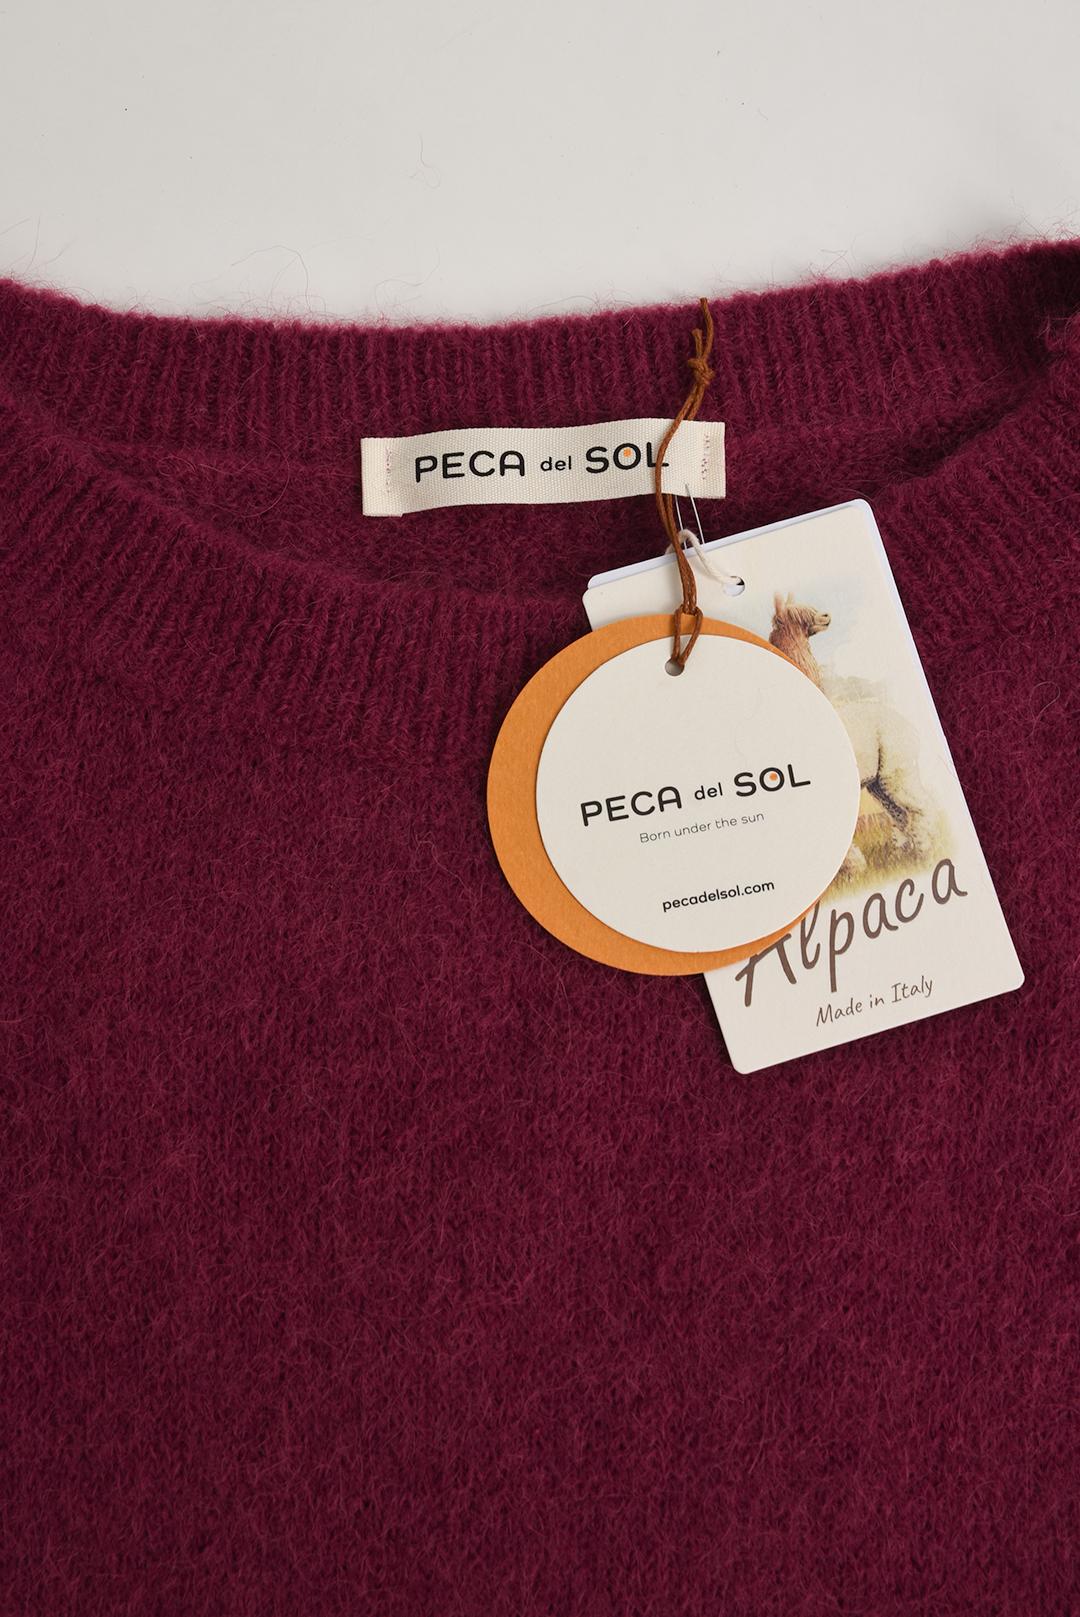 PECA del SOL
PECA del SOL
Born under the sun
pecadelsol.com
Alpaca
Made in Italy